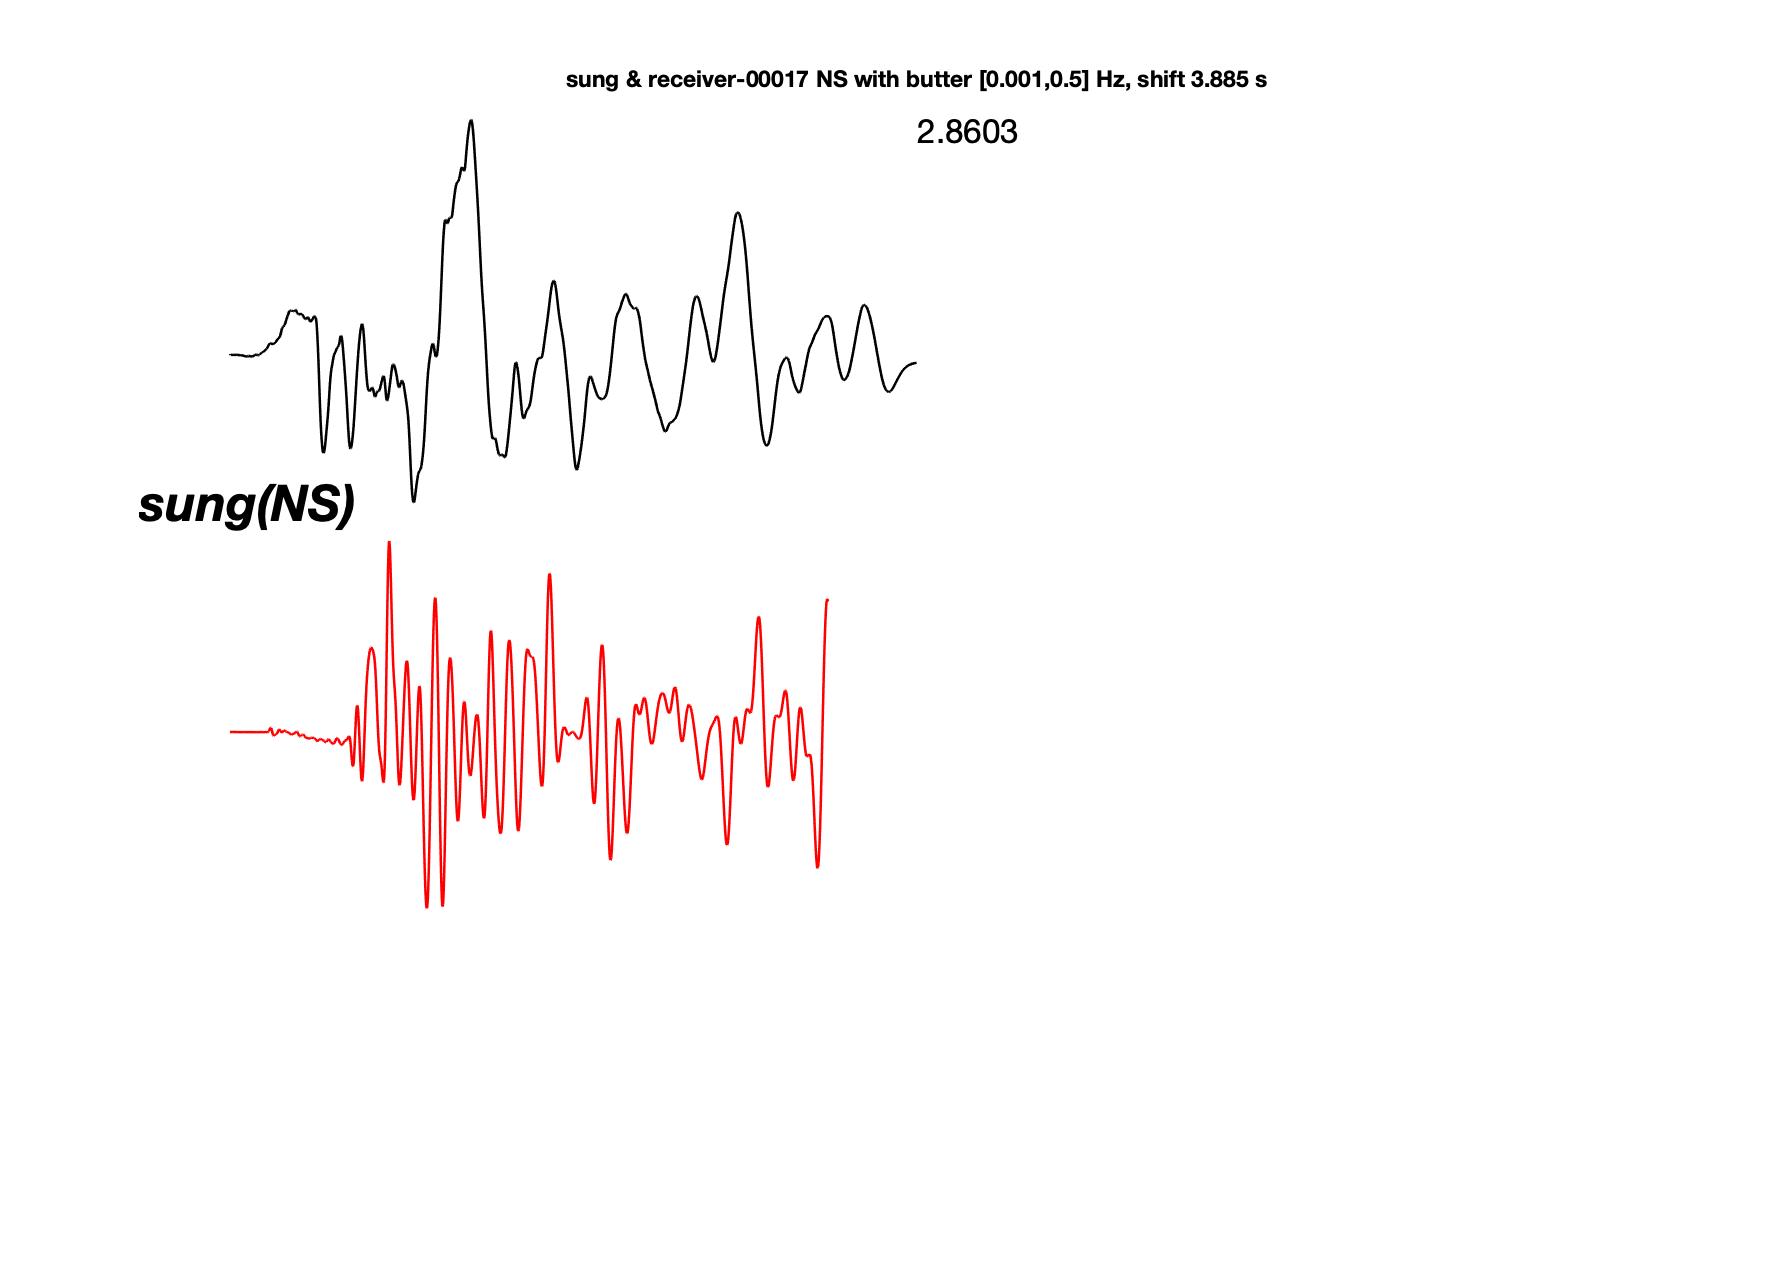 sung & receiver-00017 NS with butter [0.001,0.5] Hz, shift 3.885 s
2.8603
sung(NS)